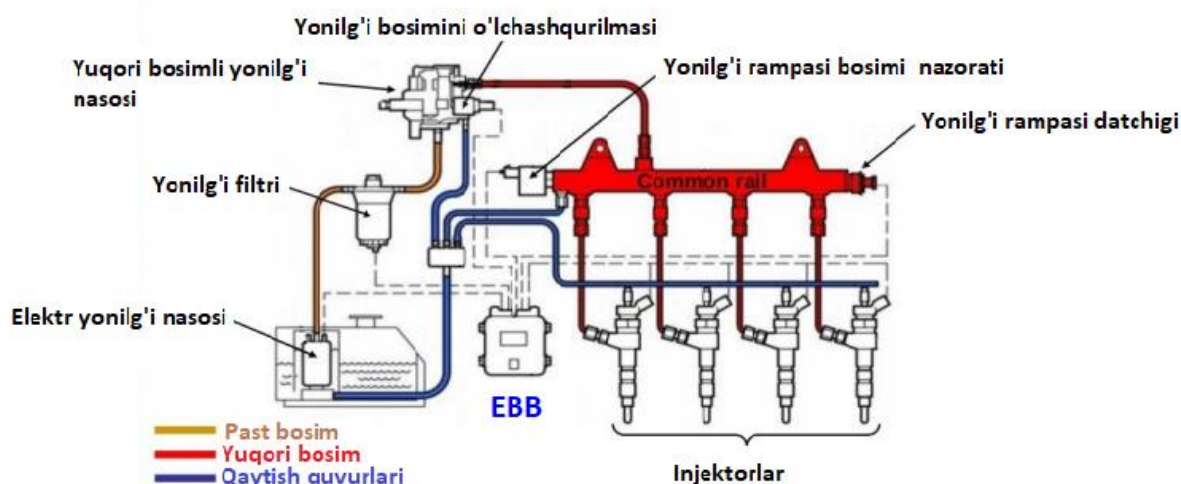 Yonilg'i bosimini o'lchashqurilmasi
Yuqori bosimli yonilg'i
nasosi
Yonilg'i rampasi bosimi nazorati
Yonilg'i rampasi datchigi
Common rail
Yonilg'i filtri
Elektr yonilg'i nasosi
EBB
Past bosim
Yuqori bosim
Qaytish quvurlari
Injektorlar